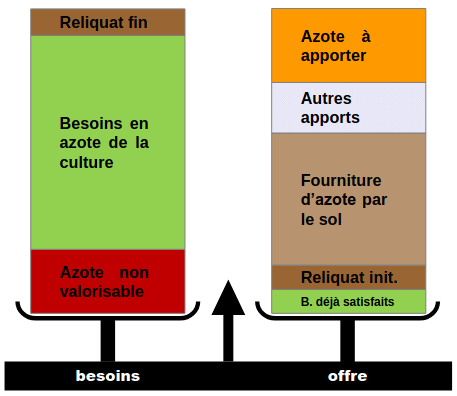 Reliquat fin
Besoins en
azote de la
culture
Azote non
valorisable
besoins
Azote à
apporter
Autres
apports
Fourniture
d'azote par
le sol
Reliquat init.
B. déjà satisfaits
offre